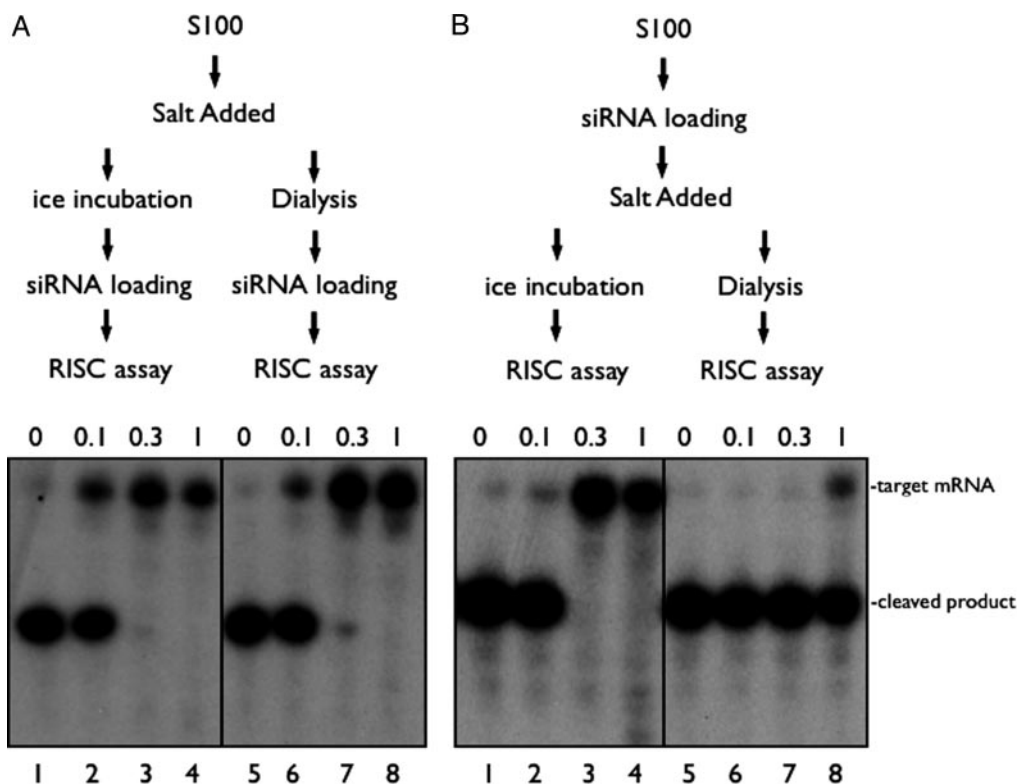 A
S100
Salt Added
ice incubation Dialysis
siRNA loading siRNA loading
RISC assay RISC assay
0 0.1 0.3 1 0 0.1 0.3 1
1 2 3 4 5 6 7 8
B
S100
siRNA loading
Salt Added
ice incubation Dialysis
RISC assay RISC assay
0 0.1 0.3 1 0 0.1 0.3 1
-target mRNA
-cleaved product
1 2 3 4 5 6 7 8